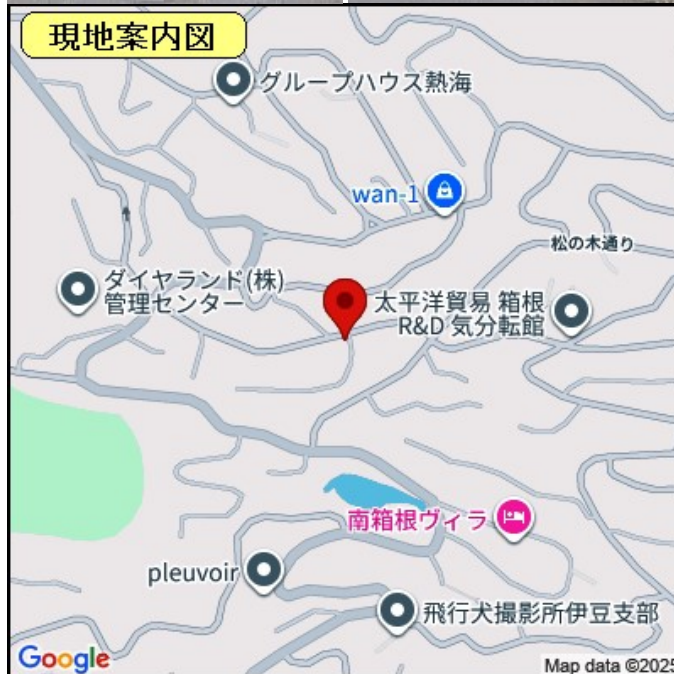 現地案内図
グループハウス熱海
wan-1
松の木通り
ダイヤランド(株)
管理センター
太平洋貿易 箱根
R&D 気分転館
南箱根ヴィラ
pleuvoir
飛行犬撮影所伊豆支部
Google
Map data ©2025